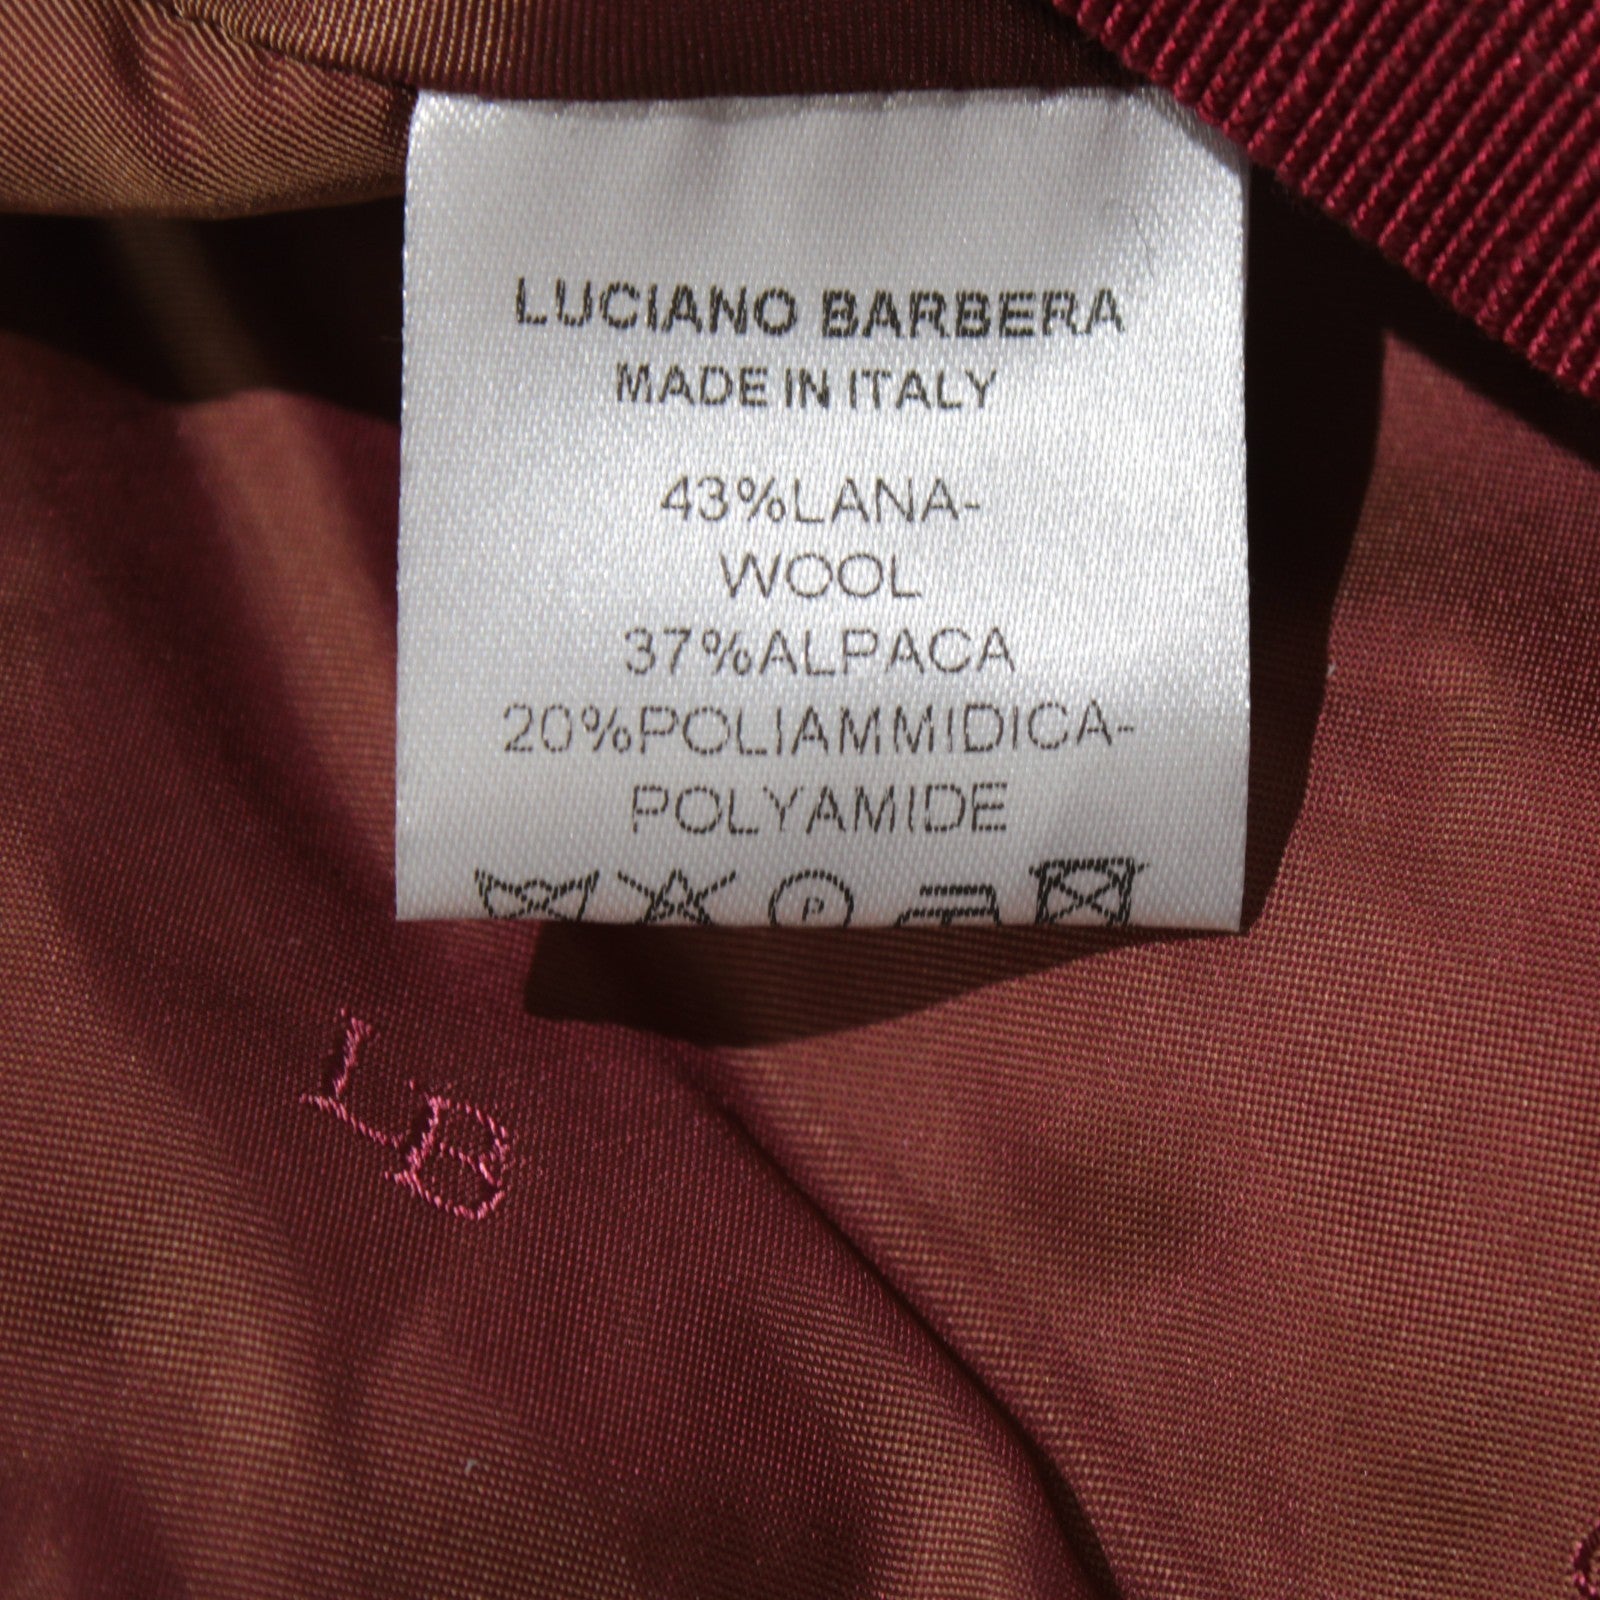 LUCIANO BARBERA
MADE IN ITALY
43%LANA-
WOOL
37%ALPACA
20%POLIAMMIDICA-
POLYAMIDE
P
LB